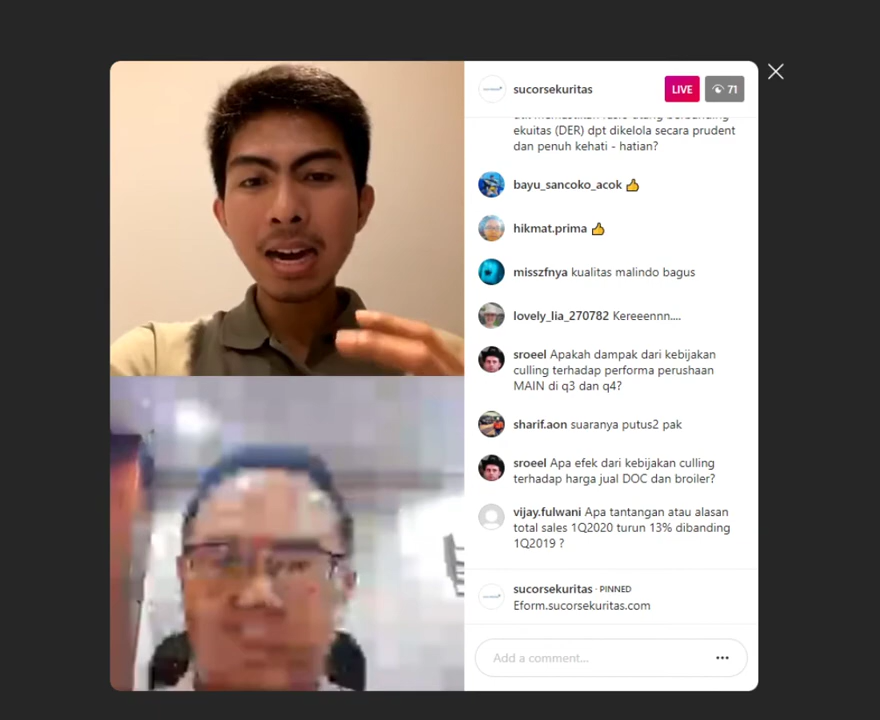 sucorsekuritas
LIVE
71
ekuitas (DER) dpt dikelola secara prudent
dan penuh kehati - hatian?
bayu_sancoko_acok 👍
hikmat.prima 👍
misszfnya kualitas malindo bagus
lovely_lia_270782 Kereeennn....
sroeel Apakah dampak dari kebijakan
culling terhadap performa perushaan
MAIN di q3 dan q4?
sharif.aon suaranya putus2 pak
sroeel Apa efek dari kebijakan culling
terhadap harga jual DOC dan broiler?
vijay.fulwani Apa tantangan atau alasan
total sales 1Q2020 turun 13% dibanding
1Q2019 ?
sucorsekuritas · PINNED
Eform.sucorsekuritas.com
Add a comment...